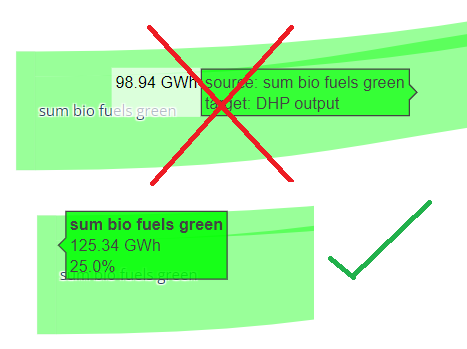 98.94 GWh
source: sum bio fuels green
target: DHP output
sum bio fuels green
sum bio fuels green
125.34 GWh
25.0%
sum bio fuels green